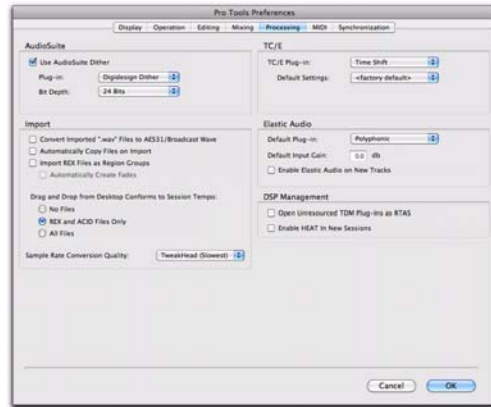 Pro Tools Preferences
Display Operation Editing Mixing Processing MIDI Synchronization
AudioSuite
Use AudioSuite Dither
Plug-in: Digidesign Dither
Bit Depth: 24 Bits
Import
Convert Imported ".wav" Files to AES31/Broadcast Wave
Automatically Copy Files on Import
Import REX Files as Region Groups
Automatically Create Fades
Drag and Drop from Desktop Conforms to Session Tempo:
No Files
REX and ACID Files Only
All Files
Sample Rate Conversion Quality: TweakHead (Slowest)
TC/E
TC/E Plug-in: Time Shift
Default Settings: <factory default>
Elastic Audio
Default Plug-in: Polyphonic
Default Input Gain: 0.0 db
Enable Elastic Audio on New Tracks
DSP Management
Open Unresourced TDM Plug-Ins as RTAS
Enable HEAT in New Sessions
Cancel OK